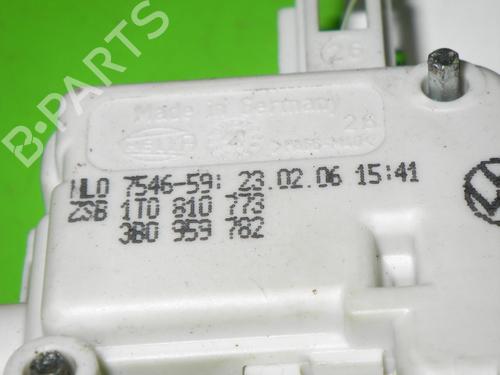 B-PARTS
26
Made in Germany
HELLA
28
NLO 7546-59: 23.02.06 15:41
ZSB 1T0 810 773
3B0 959 782